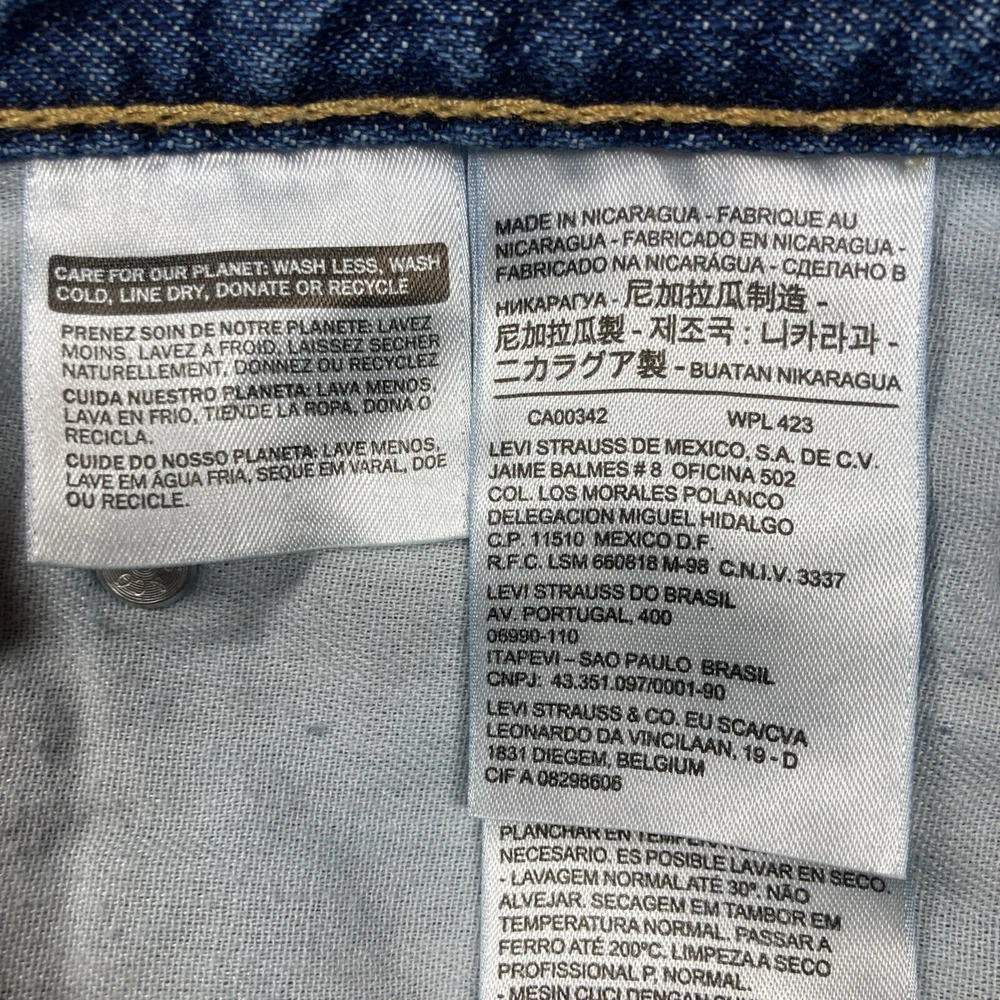 CARE FOR OUR PLANET: WASH LESS, WASH
COLD, LINE DRY, DONATE OR RECYCLE
PRENEZ SOIN DE NOTRE PLANETE: LAVEZ
MOINS, LAVEZ A FROID, LAISSEZ SECHER
NATURELLEMENT, DONNEZ OU RECYCLEZ
CUIDA NUESTRO PLANETA: LAVA MENOS,
LAVA EN FRIO, TIENDE LA ROPA, DONA O
RECICLA.
CUIDE DO NOSSO PLANETA: LAVE MENOS,
LAVE EM ÁGUA FRIA, SEQUE EM VARAL, DOE
OU RECICLE.
MADE IN NICARAGUA - FABRIQUE AU
NICARAGUA - FABRICADO EN NICARAGUA -
FABRICADO NA NICARÁGUA - СДЕЛАНО В
НИКАРАГУА - 尼加拉瓜制造 -
尼加拉瓜製 - 제조국 : 니카라과 -
ニカラグア製 - BUATAN NIKARAGUA
CA00342 WPL 423
LEVI STRAUSS DE MEXICO, S.A. DE C.V.
JAIME BALMES # 8 OFICINA 502
COL. LOS MORALES POLANCO
DELEGACION MIGUEL HIDALGO
C.P. 11510 MEXICO D.F.
R.F.C. LSM 660818 M-98 C.N.I.V. 3337
LEVI STRAUSS DO BRASIL
AV. PORTUGAL, 400
06990-110
ITAPEVI – SAO PAULO BRASIL
CNPJ: 43.351.097/0001-90
LEVI STRAUSS & CO. EU SCA/CVA
LEONARDO DA VINCILAAN, 19 - D
1831 DIEGEM, BELGIUM
CIF A 08298606
PLANCHAR EN
NECESARIO. ES POSIBLE LAVAR EN SECO.
- LAVAGEM NORMAL ATÉ 30º. NÃO
ALVEJAR. SECAGEM EM TAMBOR EM
TEMPERATURA NORMAL. PASSAR A
FERRO ATÉ 200ºC. LIMPEZA A SECO
PROFISSIONAL P, NORMAL.
- MESIN CUCI DENGAN